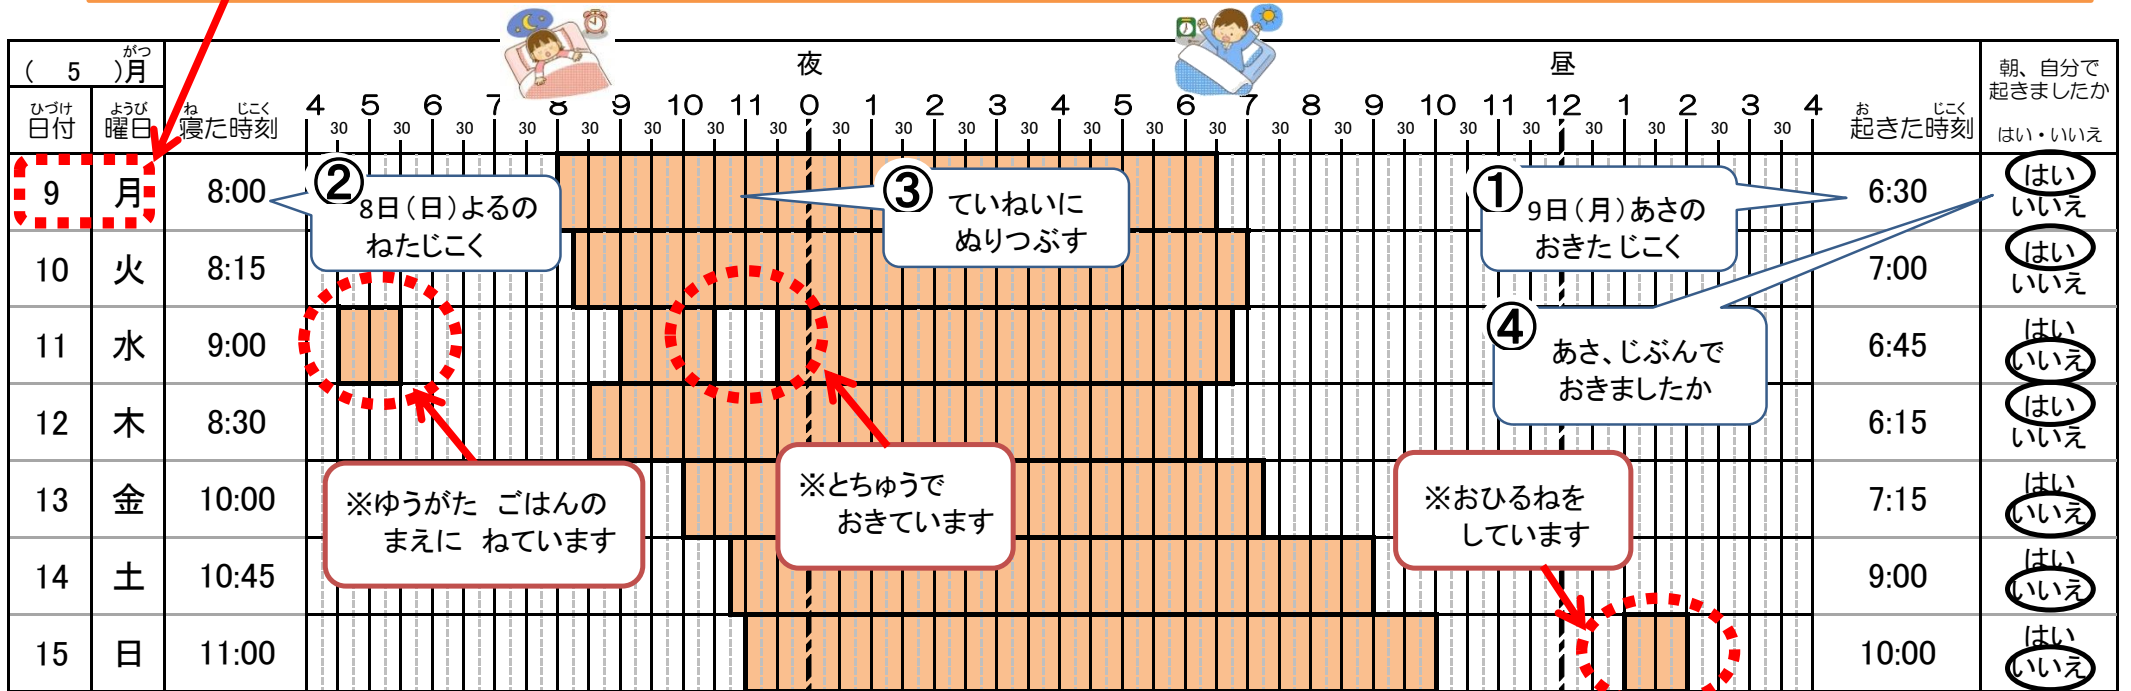 ( 5 )月
がつ
夜
昼
朝、自分で
起きましたか
はい・いいえ
ひづけ
日付
ようび
曜日
ね じこく
寝た時刻
4 5 6 7 8 9 10 11 0 1 2 3 4 5 6 7 8 9 10 11 12 1 2 3 4
30 30 30 30 30 30 30 30 30 30 30 30 30 30 30 30 30 30 30 30 30 30 30 30
お じこく
起きた時刻
9 月 8:00 6:30 はい
いいえ
②
8日(日)よるの
ねたじこく
③
ていねいに
ぬりつぶす
①
9日(月)あさの
おきた じこく
10 火 8:15 7:00 はい
いいえ
11 水 9:00 6:45 はい
いいえ
④
あさ、じぶんで
おきましたか
12 木 8:30 6:15 はい
いいえ
13 金 10:00 7:15 はい
いいえ
※ゆうがた ごはんの
まえに ねています
※とちゅうで
おきています
※おひるねを
しています
14 土 10:45 9:00 はい
いいえ
15 日 11:00 10:00 はい
いいえ